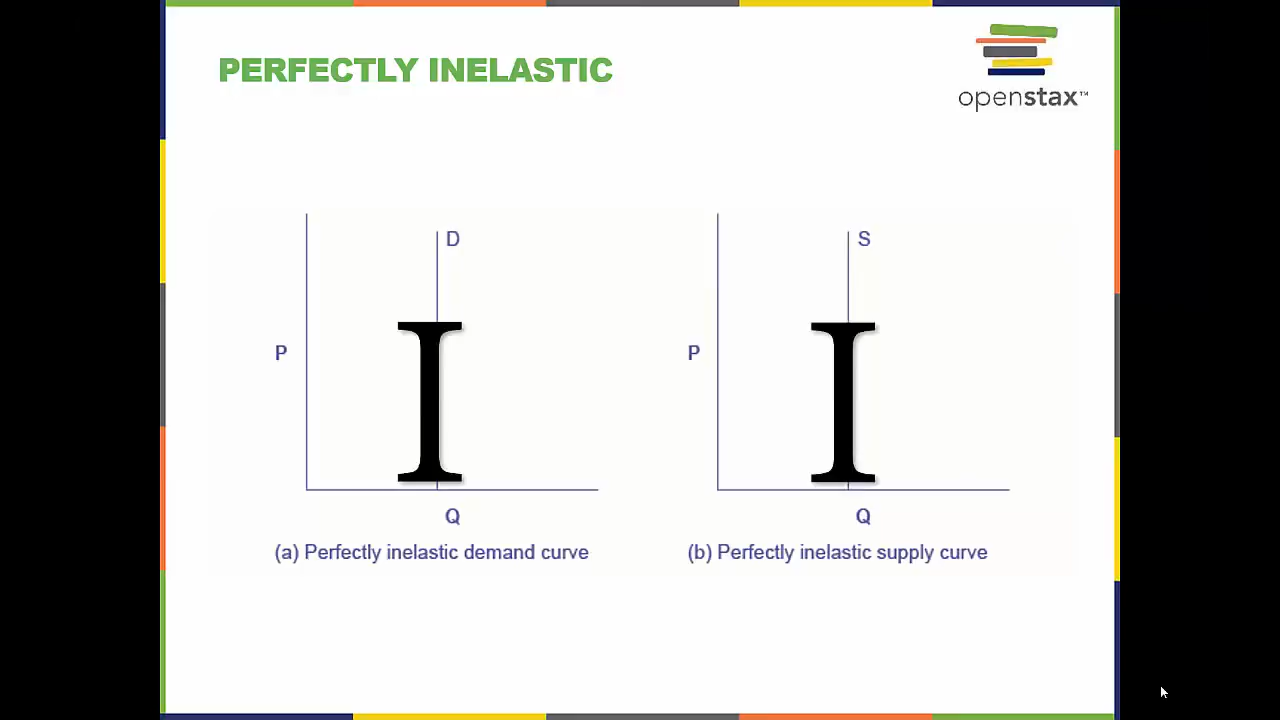 PERFECTLY INELASTIC
openstax™
D
I
P
Q
(a) Perfectly inelastic demand curve
S
I
P
Q
(b) Perfectly inelastic supply curve